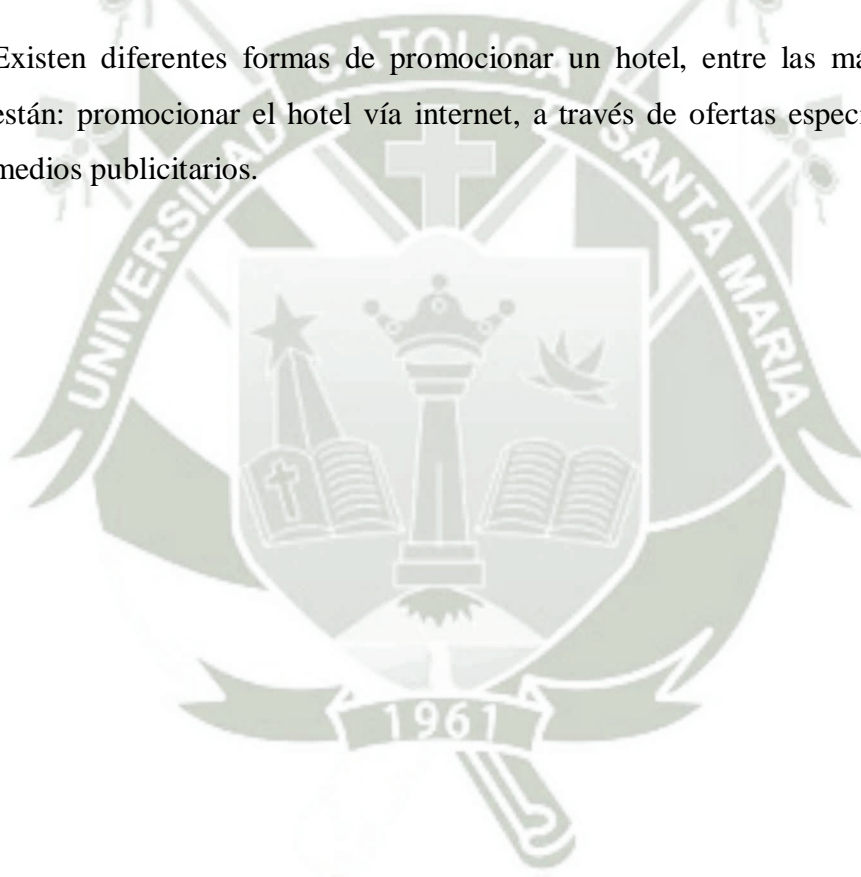 Existen diferentes formas de promocionar un hotel, entre las
están: promocionar el hotel vía internet, a través de ofertas
medios publicitarios.
UNIVERSIDAD CATOLICA SANTA MARIA
1961